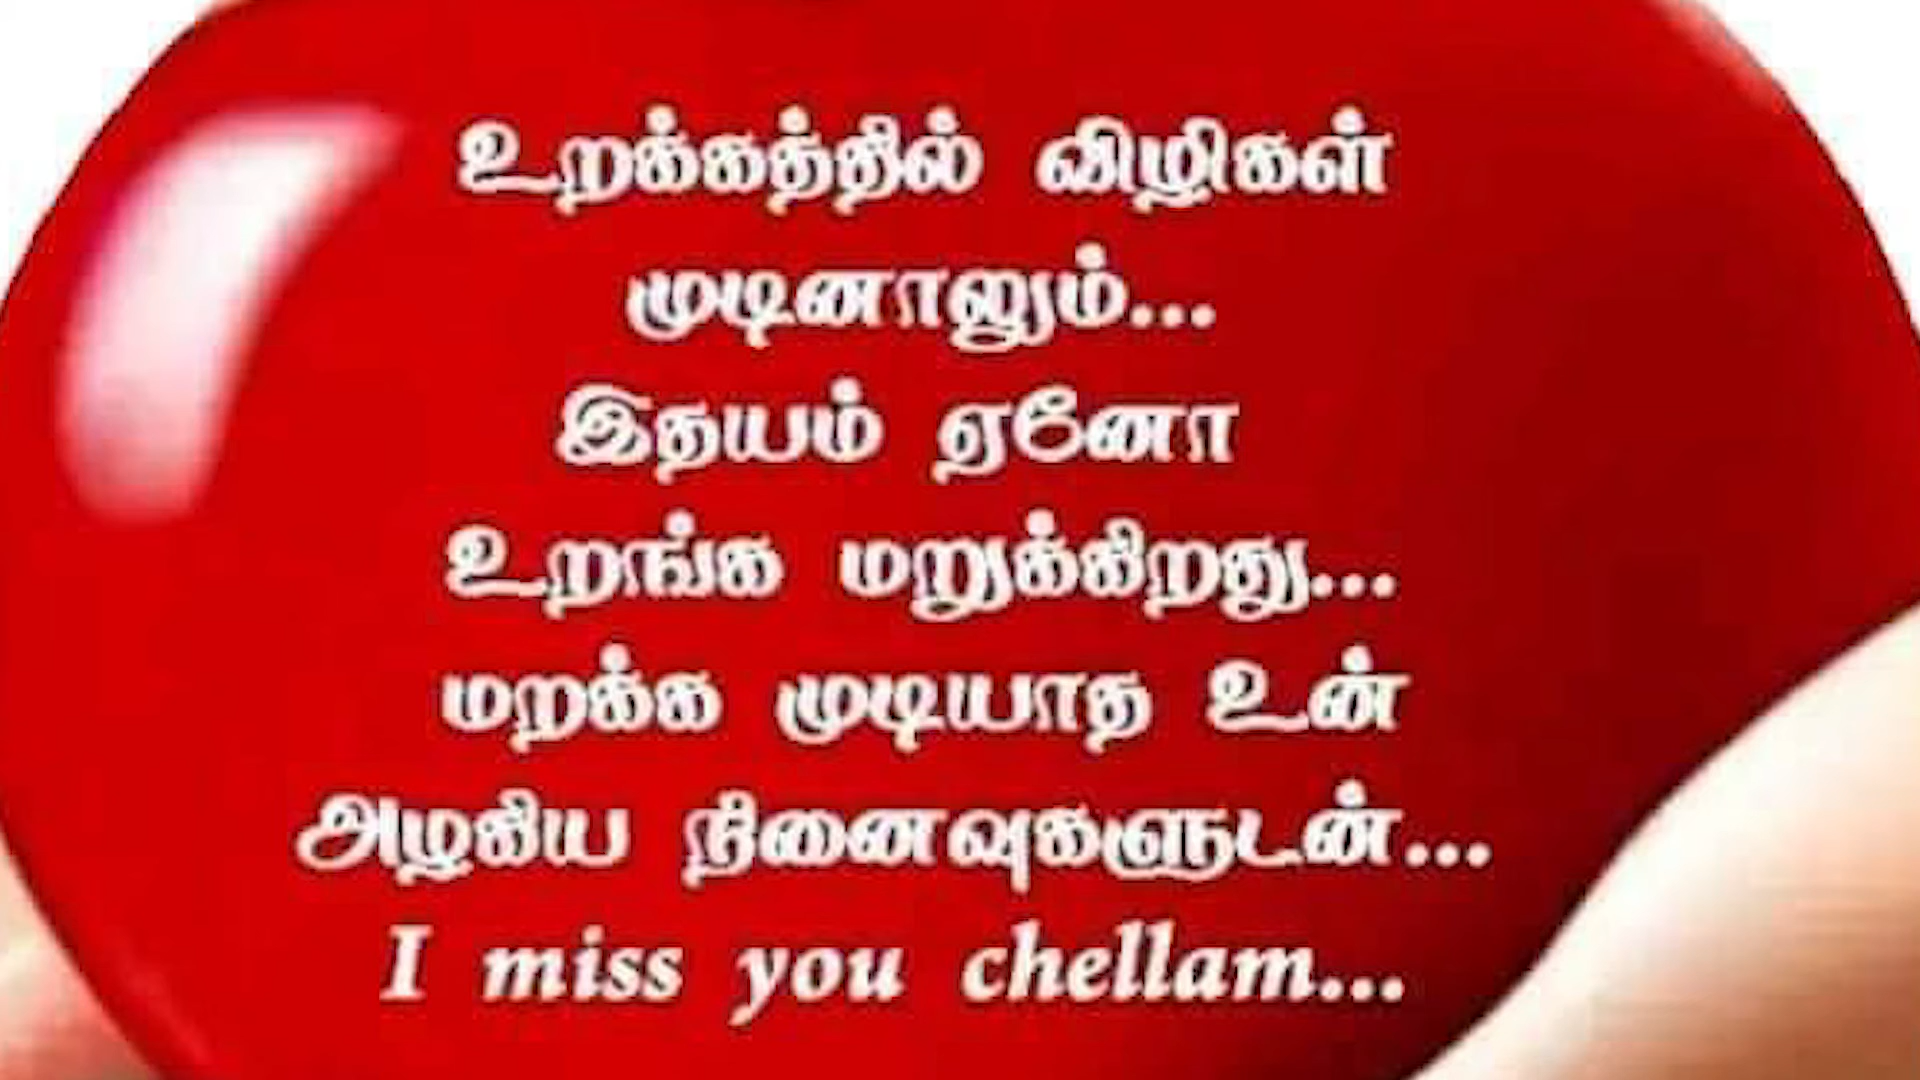 உறக்கத்தில் விழிகள்
முடினாலும்...
இதயம் ஏனோ
உறங்க மறுக்கிறது...
மறக்க முடியாத உன்
அழகிய நினைவுகளுடன்...
I miss you chellam...